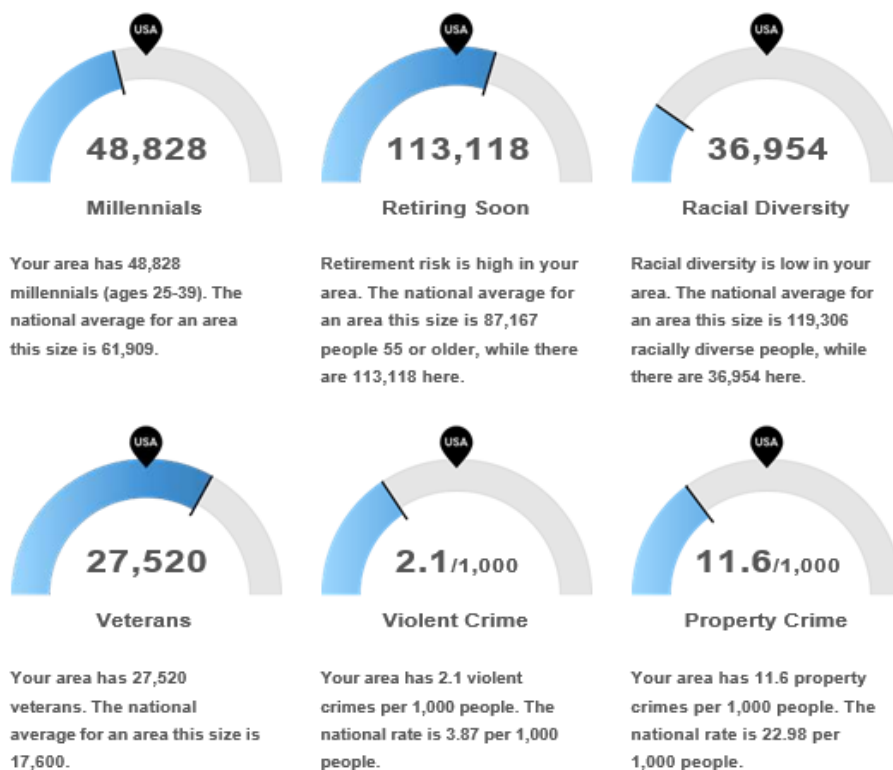 USA
48,828
Millennials
Your area has 48,828
millennials (ages 25-39). The
national average for an area
this size is 61,909.
USA
113,118
Retiring Soon
Retirement risk is high in your
area. The national average for
an area this size is 87,167
people 55 or older, while there
are 113,118 here.
USA
36,954
Racial Diversity
Racial diversity is low in your
area. The national average for
an area this size is 119,306
racially diverse people, while
there are 36,954 here.
USA
27,520
Veterans
Your area has 27,520
veterans. The national
average for an area this size is
17,600.
USA
2.1/1,000
Violent Crime
Your area has 2.1 violent
crimes per 1,000 people. The
national rate is 3.87 per 1,000
people.
USA
11.6/1,000
Property Crime
Your area has 11.6 property
crimes per 1,000 people. The
national rate is 22.98 per
1,000 people.